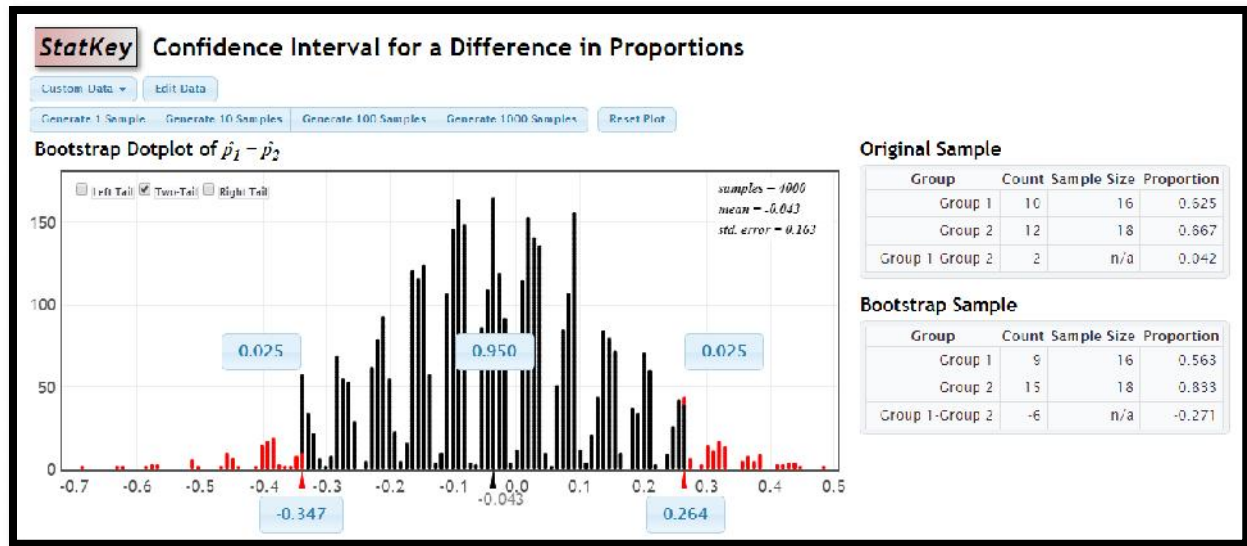 StatKey Confidence Interval for a Difference in Proportions
Custom Data Edit Data
Generate 1 Sample Generate 10 Samples Generate 100 Samples Generate 1000 Samples Reset Plot
Bootstrap Dotplot of p̂₁ − p̂₂
Left Tail Two-Tail Right Tail
samples = 4000
mean = -0.043
std. error = 0.163
150
100
50
0
0.025 0.950 0.025
-0.7 -0.6 -0.5 -0.4 -0.3 -0.2 -0.1 0.0 0.1 0.2 0.3 0.4 0.5
-0.043
-0.347 0.264
Original Sample
Group Count Sample Size Proportion
Group 1 10 16 0.625
Group 2 12 18 0.667
Group 1 Group 2 2 n/a 0.042
Bootstrap Sample
Group Count Sample Size Proportion
Group 1 9 16 0.563
Group 2 15 18 0.833
Group 1-Group 2 -6 n/a -0.271